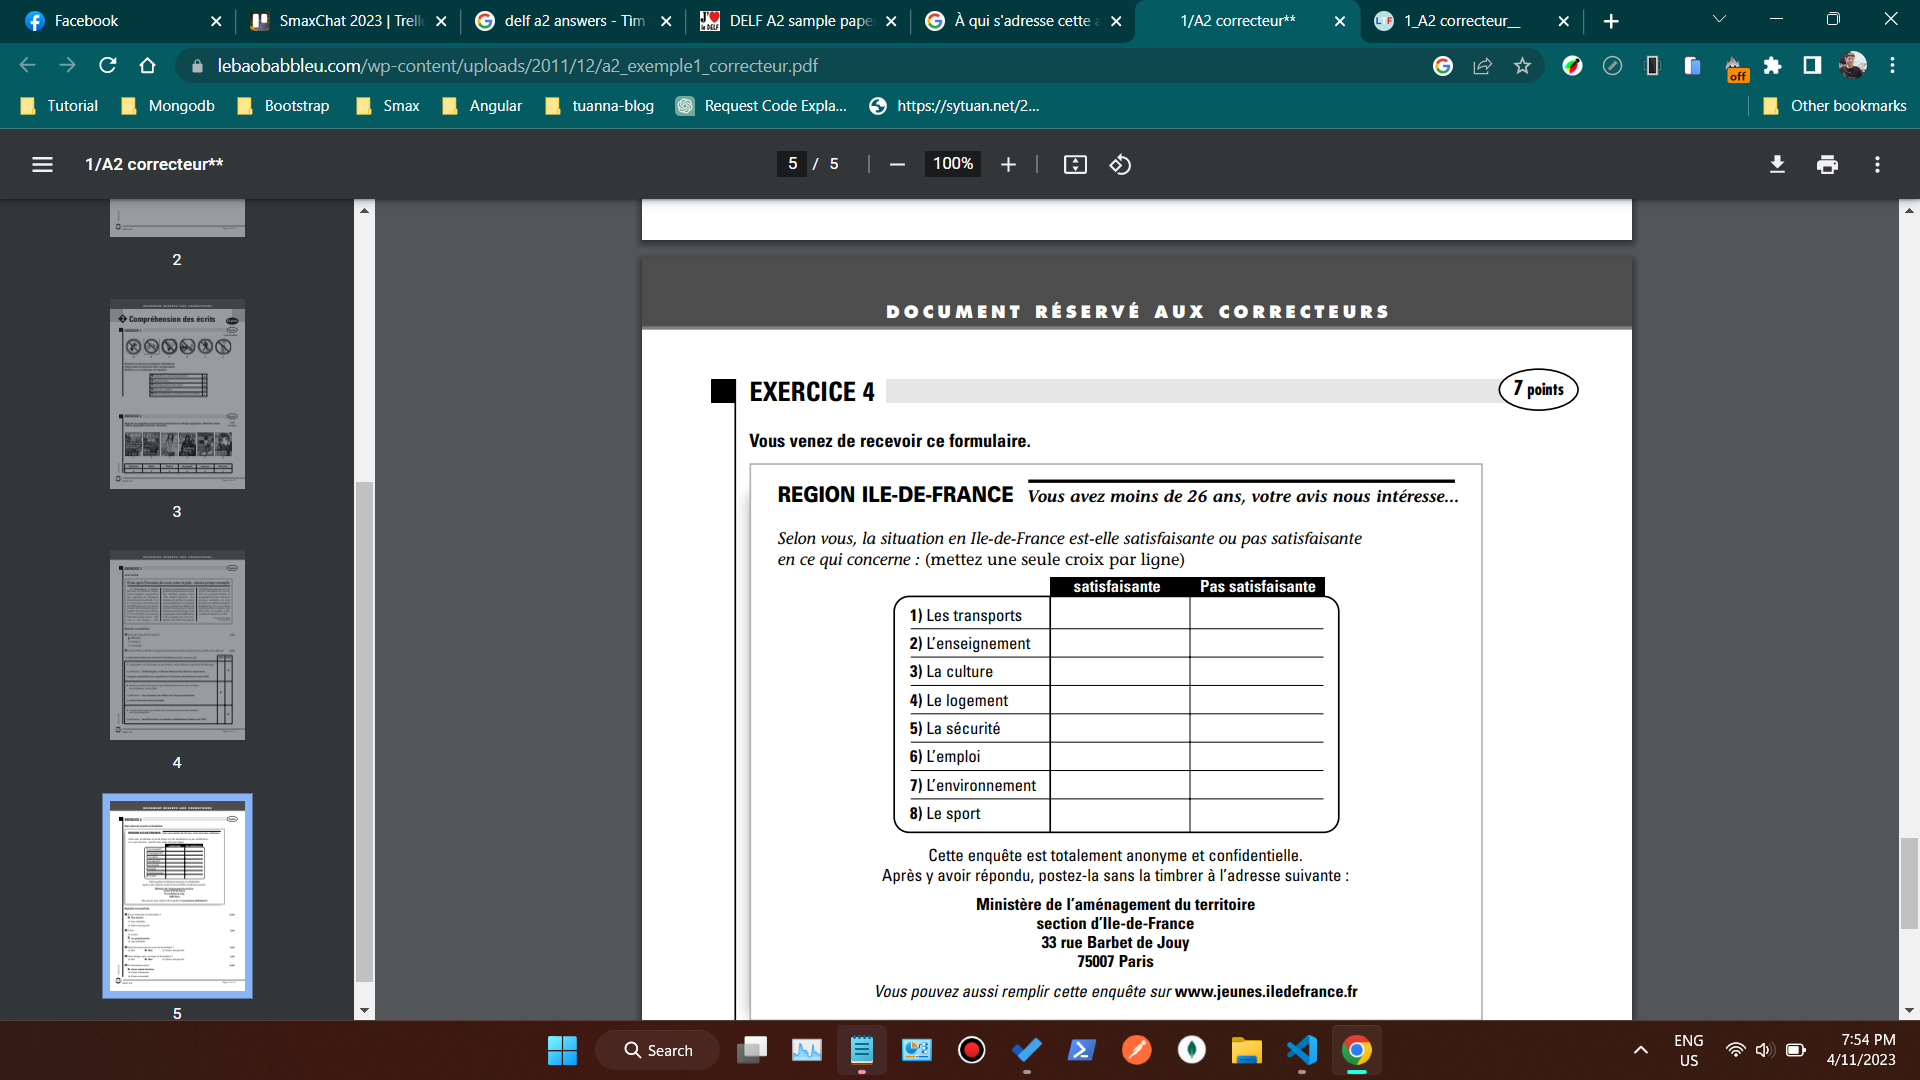 Facebook
SmaxChat 2023 | Trell
delf a2 answers - Tìm
DELF A2 sample pape
À qui s'adresse cette a
1/A2 correcteur**
1_A2 correcteur__
lebaobabbleu.com/wp-content/uploads/2011/12/a2_exemple1_correcteur.pdf
off
Tutorial
Mongodb
Bootstrap
Smax
Angular
tuanna-blog
Request Code Expla...
https://sytuan.net/2...
Other bookmarks
1/A2 correcteur**
5 / 5
100%
2
Compréhension des écrits
3
4
5
DOCUMENT RÉSERVÉ AUX CORRECTEURS
EXERCICE 4
7 points
Vous venez de recevoir ce formulaire.
REGION ILE-DE-FRANCE Vous avez moins de 26 ans, votre avis nous intéresse...
Selon vous, la situation en Ile-de-France est-elle satisfaisante ou pas satisfaisante
en ce qui concerne : (mettez une seule croix par ligne)
satisfaisante Pas satisfaisante
1) Les transports
2) L'enseignement
3) La culture
4) Le logement
5) La sécurité
6) L'emploi
7) L'environnement
8) Le sport
Cette enquête est totalement anonyme et confidentielle.
Après y avoir répondu, postez-la sans la timbrer à l'adresse suivante :
Ministère de l'aménagement du territoire
section d'Ile-de-France
33 rue Barbet de Jouy
75007 Paris
Vous pouvez aussi remplir cette enquête sur www.jeunes.iledefrance.fr
Search
ENG
US
7:54 PM
4/11/2023